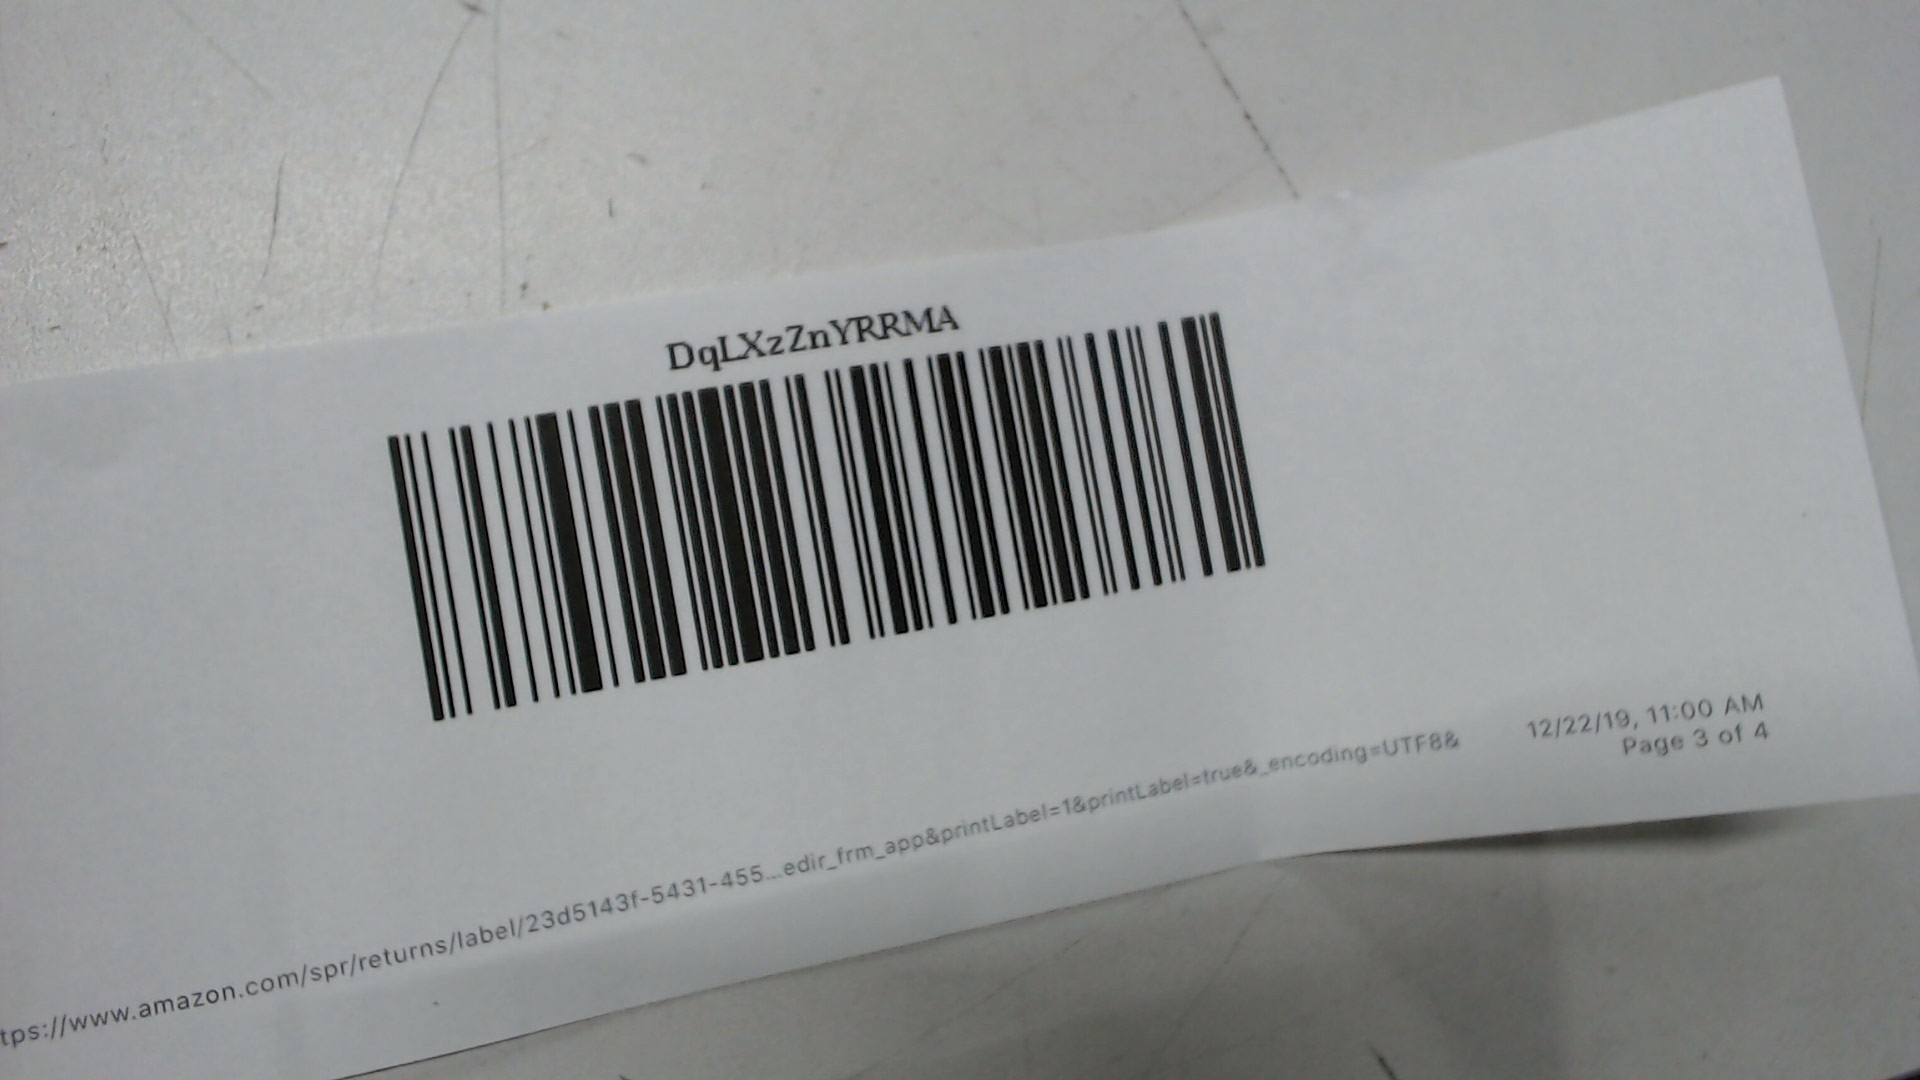 DqLXzZnYRRMA
tps://www.amazon.com/spr/returns/label/23d5143f-5431-455...edir_frm_app&printLabel=1&printLabel=true&_encoding=UTF8&
12/22/19, 11:00 AM
Page 3 of 4